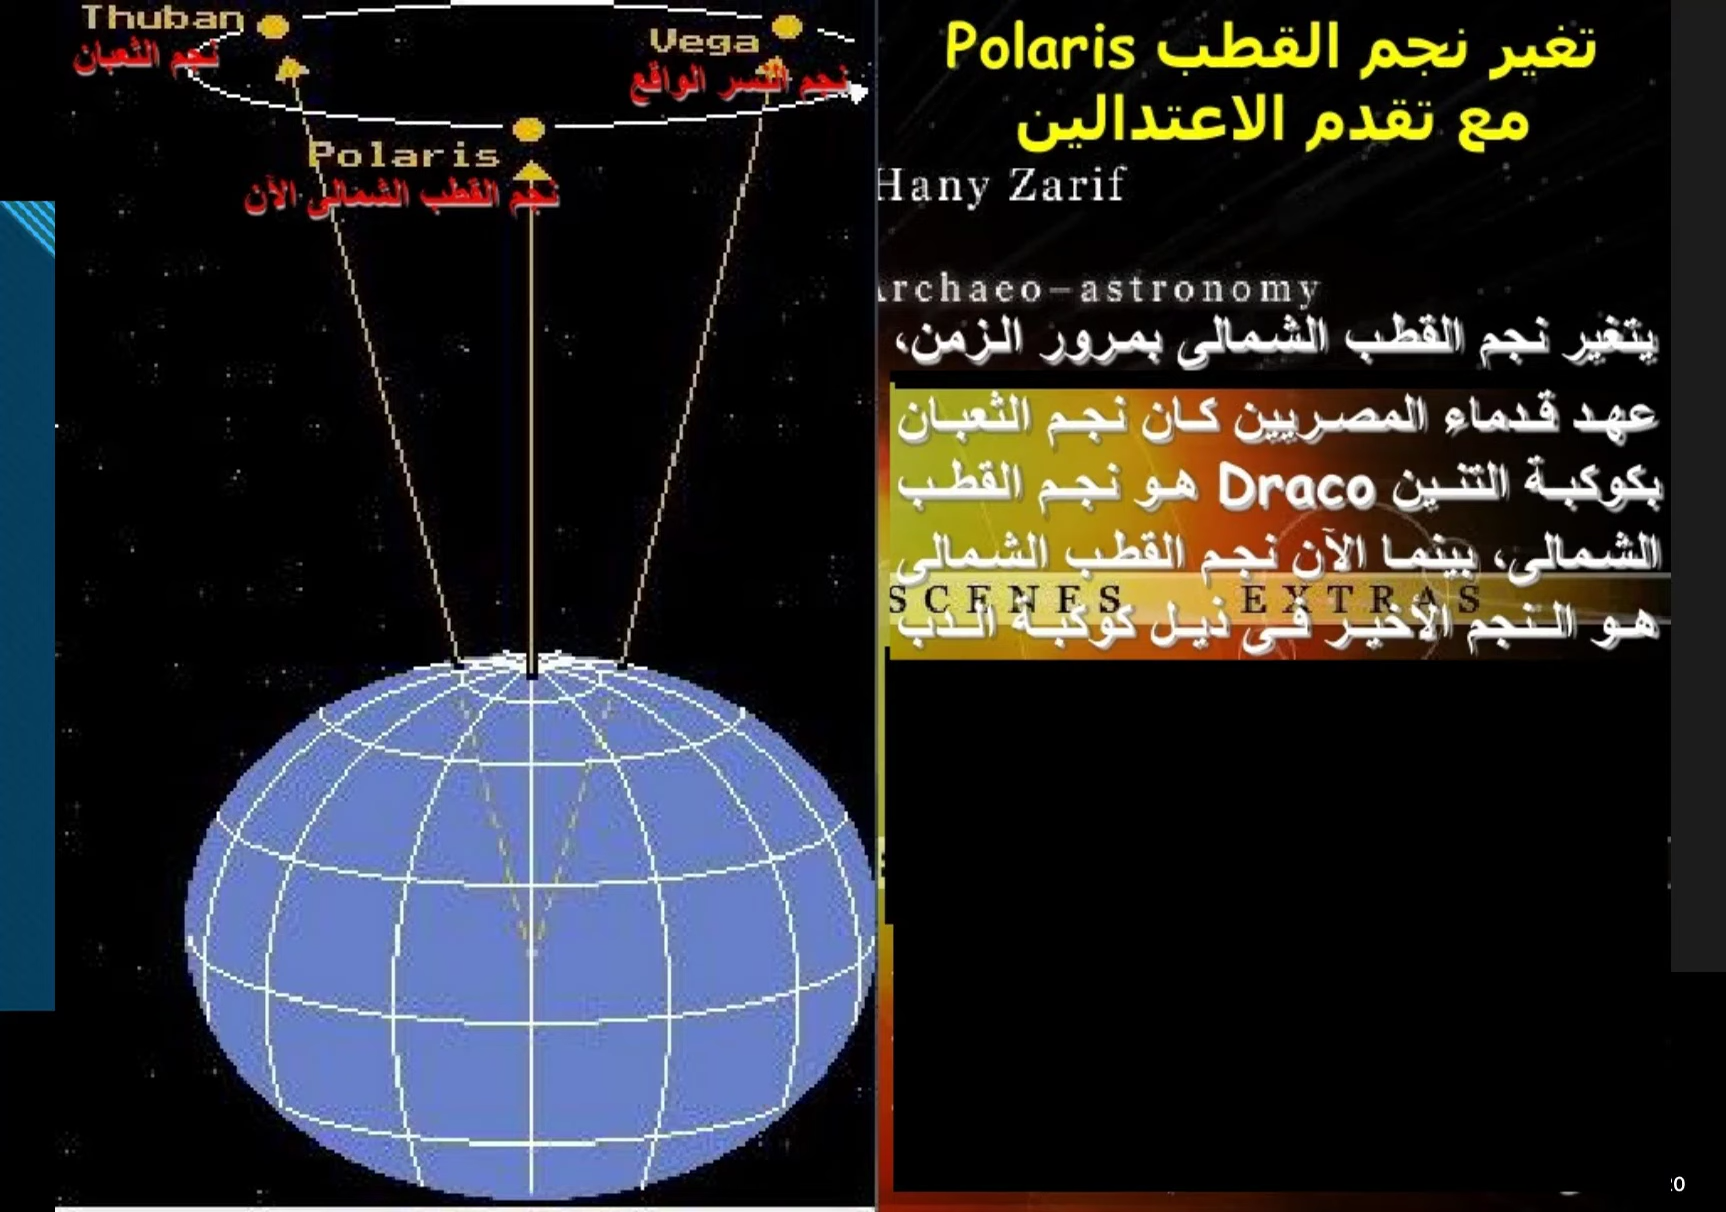 Thuban
نجم الثعبان
Vega
نجم النسر الواقع
Polaris
نجم القطب الشمالى الآن
تغير نجم القطب Polaris
مع تقدم الاعتدالين
Hany Zarif
Archaeo-astronomy
يتغير نجم القطب الشمالى بمرور الزمن،
عهد قدماء المصريين كان نجم الثعبان
بكوكبة التنين Draco هو نجم القطب
الشمالى، بينما الآن نجم القطب الشمالى
SCENES EXTRAS
هو النجم الأخير فى ذيل كوكبة الدب
20